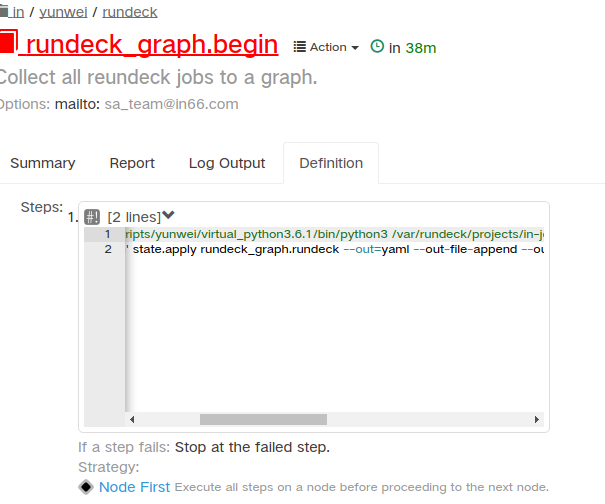 in / yunwei / rundeck
rundeck_graph.begin Action in 38m
Collect all reundeck jobs to a graph.
Options: mailto: sa_team@in66.com
Summary Report Log Output Definition
Steps: 1. #! [2 lines]
1 ripts/yunwei/virtual_python3.6.1/bin/python3 /var/rundeck/projects/in-j
2 ' state.apply rundeck_graph.rundeck --out=yaml --out-file-append --ou
If a step fails: Stop at the failed step.
Strategy:
Node First Execute all steps on a node before proceeding to the next node.